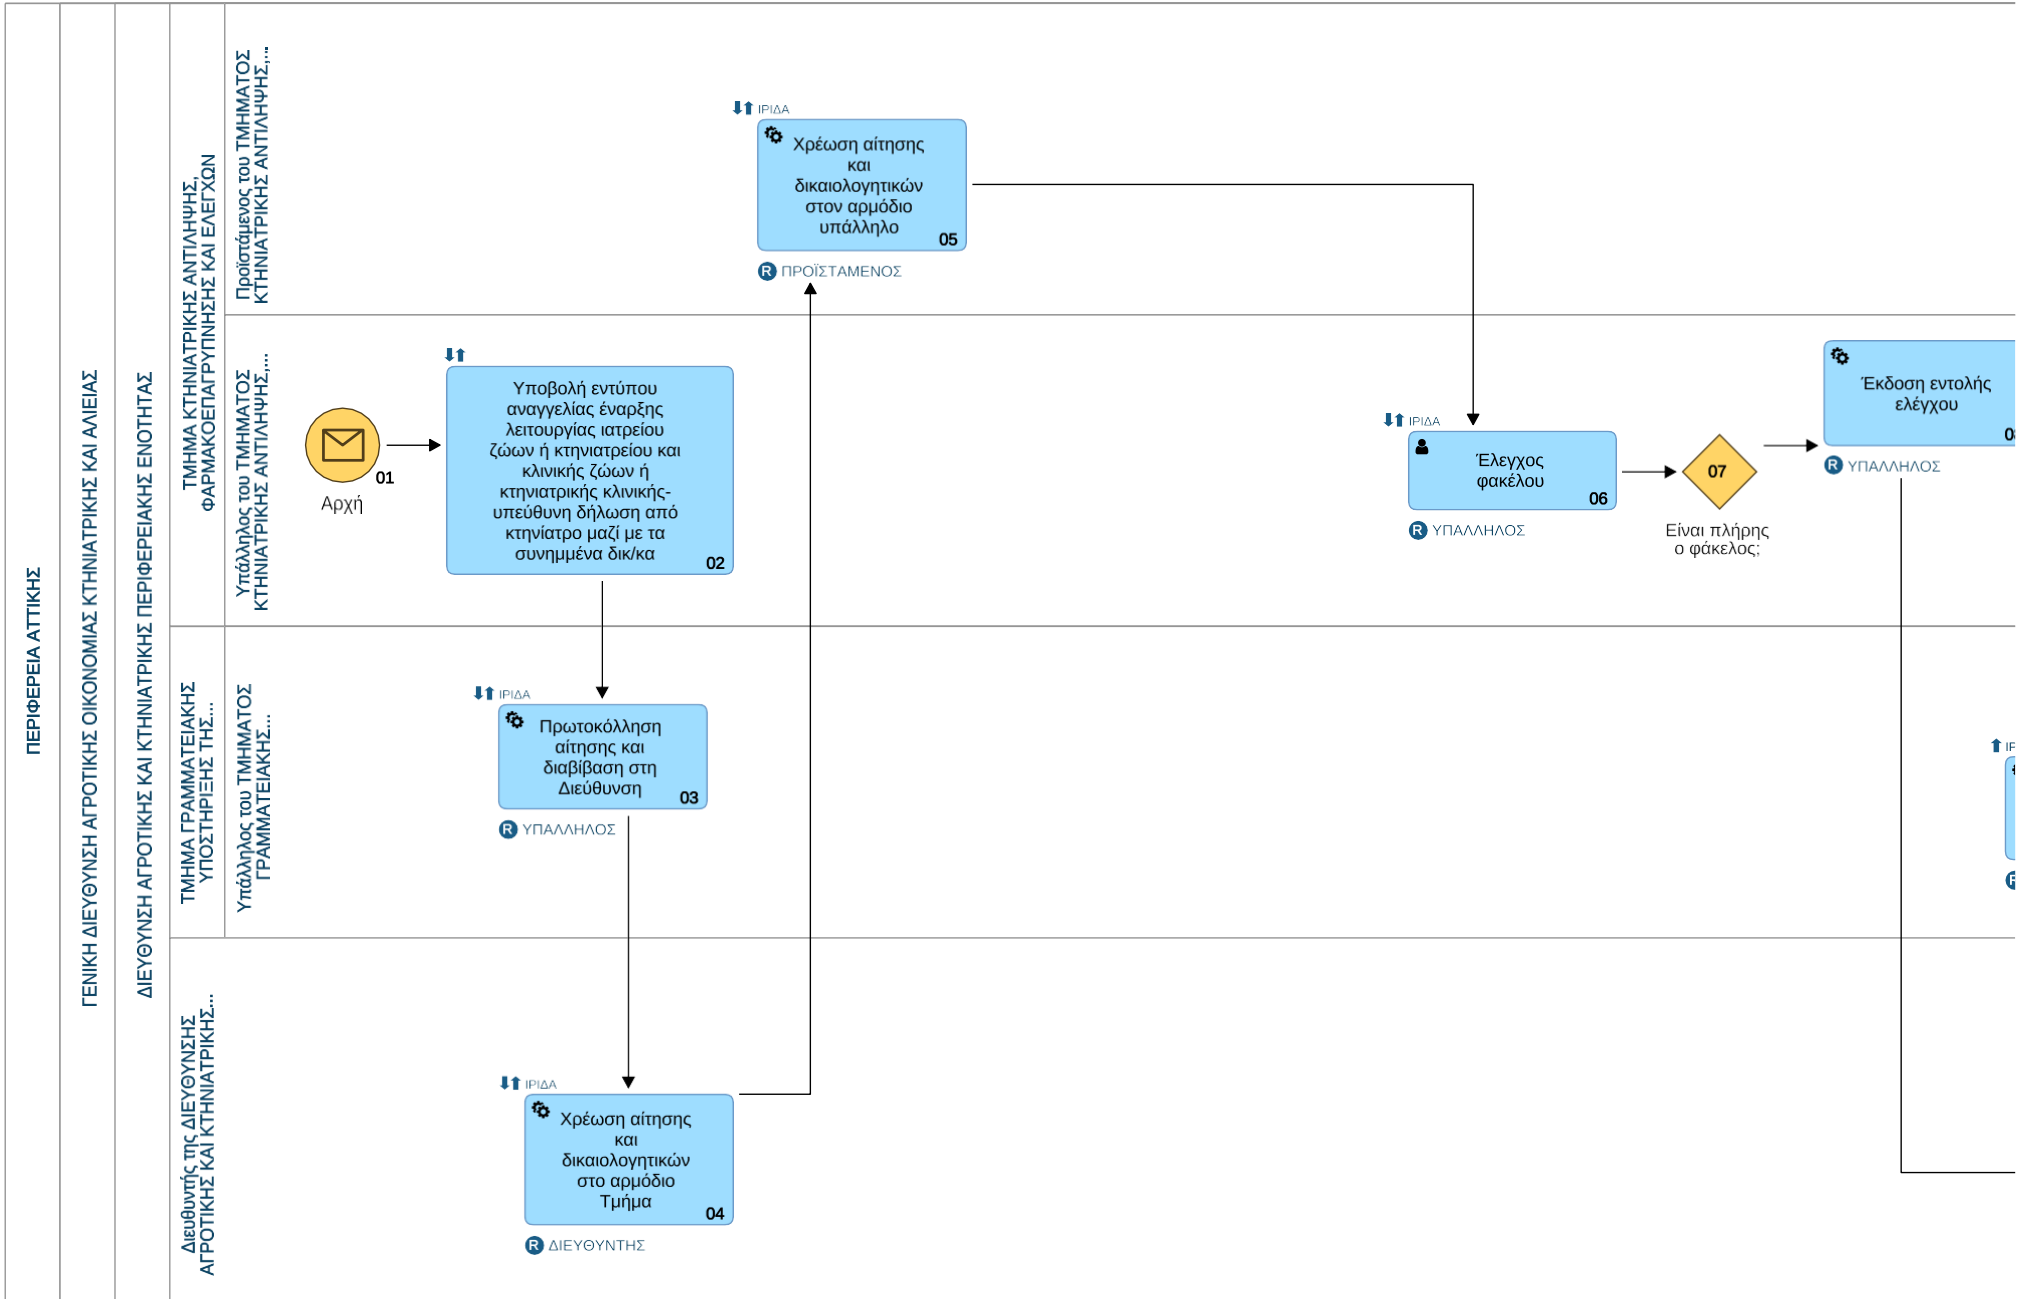 ΠΕΡΙΦΕΡΕΙΑ ΑΤΤΙΚΗΣ
ΓΕΝΙΚΗ ΔΙΕΥΘΥΝΣΗ ΑΓΡΟΤΙΚΗΣ ΟΙΚΟΝΟΜΙΑΣ ΚΤΗΝΙΑΤΡΙΚΗΣ ΚΑΙ ΑΛΙΕΙΑΣ
ΔΙΕΥΘΥΝΣΗ ΑΓΡΟΤΙΚΗΣ ΚΑΙ ΚΤΗΝΙΑΤΡΙΚΗΣ ΠΕΡΙΦΕΡΕΙΑΚΗΣ ΕΝΟΤΗΤΑΣ
ΤΜΗΜΑ ΚΤΗΝΙΑΤΡΙΚΗΣ ΑΝΤΙΛΗΨΗΣ,
ΦΑΡΜΑΚΟΕΠΑΓΡΥΠΝΗΣΗΣ ΚΑΙ ΕΛΕΓΧΩΝ
Προϊστάμενος του ΤΜΗΜΑΤΟΣ
ΚΤΗΝΙΑΤΡΙΚΗΣ ΑΝΤΙΛΗΨΗΣ,...
ΙΡΙΔΑ
Χρέωση αίτησης
και
δικαιολογητικών
στον αρμόδιο
υπάλληλο
05
R ΠΡΟΪΣΤΑΜΕΝΟΣ
Υπάλληλος του ΤΜΗΜΑΤΟΣ
ΚΤΗΝΙΑΤΡΙΚΗΣ ΑΝΤΙΛΗΨΗΣ,...
01
Αρχή
Υποβολή εντύπου
αναγγελίας έναρξης
λειτουργίας ιατρείου
ζώων ή κτηνιατρείου και
κλινικής ζώων ή
κτηνιατρικής κλινικής-
υπεύθυνη δήλωση από
κτηνίατρο μαζί με τα
συνημμένα δικ/κα
02
ΙΡΙΔΑ
Έλεγχος
φακέλου
06
R ΥΠΑΛΛΗΛΟΣ
07
Είναι πλήρης
ο φάκελος;
Έκδοση εντολής
ελέγχου
R ΥΠΑΛΛΗΛΟΣ
ΤΜΗΜΑ ΓΡΑΜΜΑΤΕΙΑΚΗΣ
ΥΠΟΣΤΗΡΙΞΗΣ ΤΗΣ...
Υπάλληλος του ΤΜΗΜΑΤΟΣ
ΓΡΑΜΜΑΤΕΙΑΚΗΣ...
ΙΡΙΔΑ
Πρωτοκόλληση
αίτησης και
διαβίβαση στη
Διεύθυνση
03
R ΥΠΑΛΛΗΛΟΣ
Διευθυντής της ΔΙΕΥΘΥΝΣΗΣ
ΑΓΡΟΤΙΚΗΣ ΚΑΙ ΚΤΗΝΙΑΤΡΙΚΗΣ...
ΙΡΙΔΑ
Χρέωση αίτησης
και
δικαιολογητικών
στο αρμόδιο
Τμήμα
04
R ΔΙΕΥΘΥΝΤΗΣ